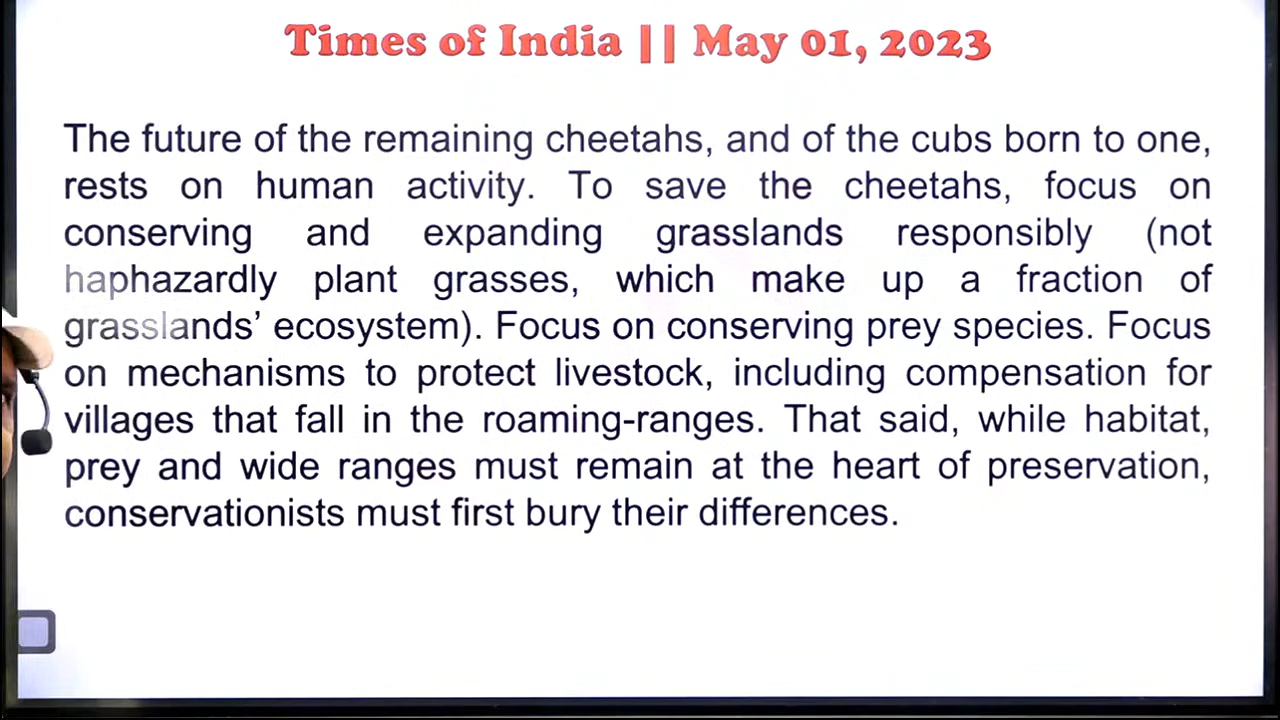 Times of India || May 01, 2023
The future of the remaining cheetahs, and of the cubs born to one,
rests on human activity. To save the cheetahs, focus on
conserving and expanding grasslands responsibly (not
haphazardly plant grasses, which make up a fraction of
grasslands’ ecosystem). Focus on conserving prey species. Focus
on mechanisms to protect livestock, including compensation for
villages that fall in the roaming-ranges. That said, while habitat,
prey and wide ranges must remain at the heart of preservation,
conservationists must first bury their differences.